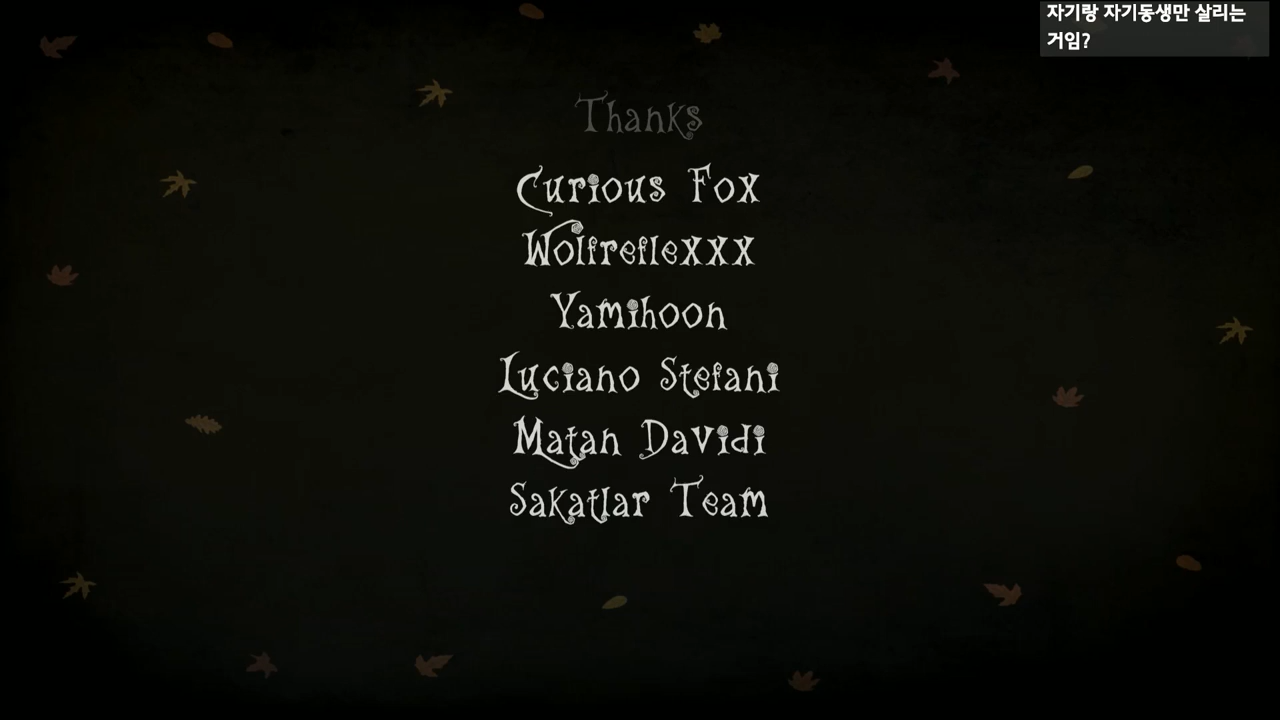 자기랑 자기동생만 살리는
거임?
Thanks
Curious Fox
Wolfreflexxx
Yamihoon
Luciano Stefani
Matan Davidi
Sakatlar Team